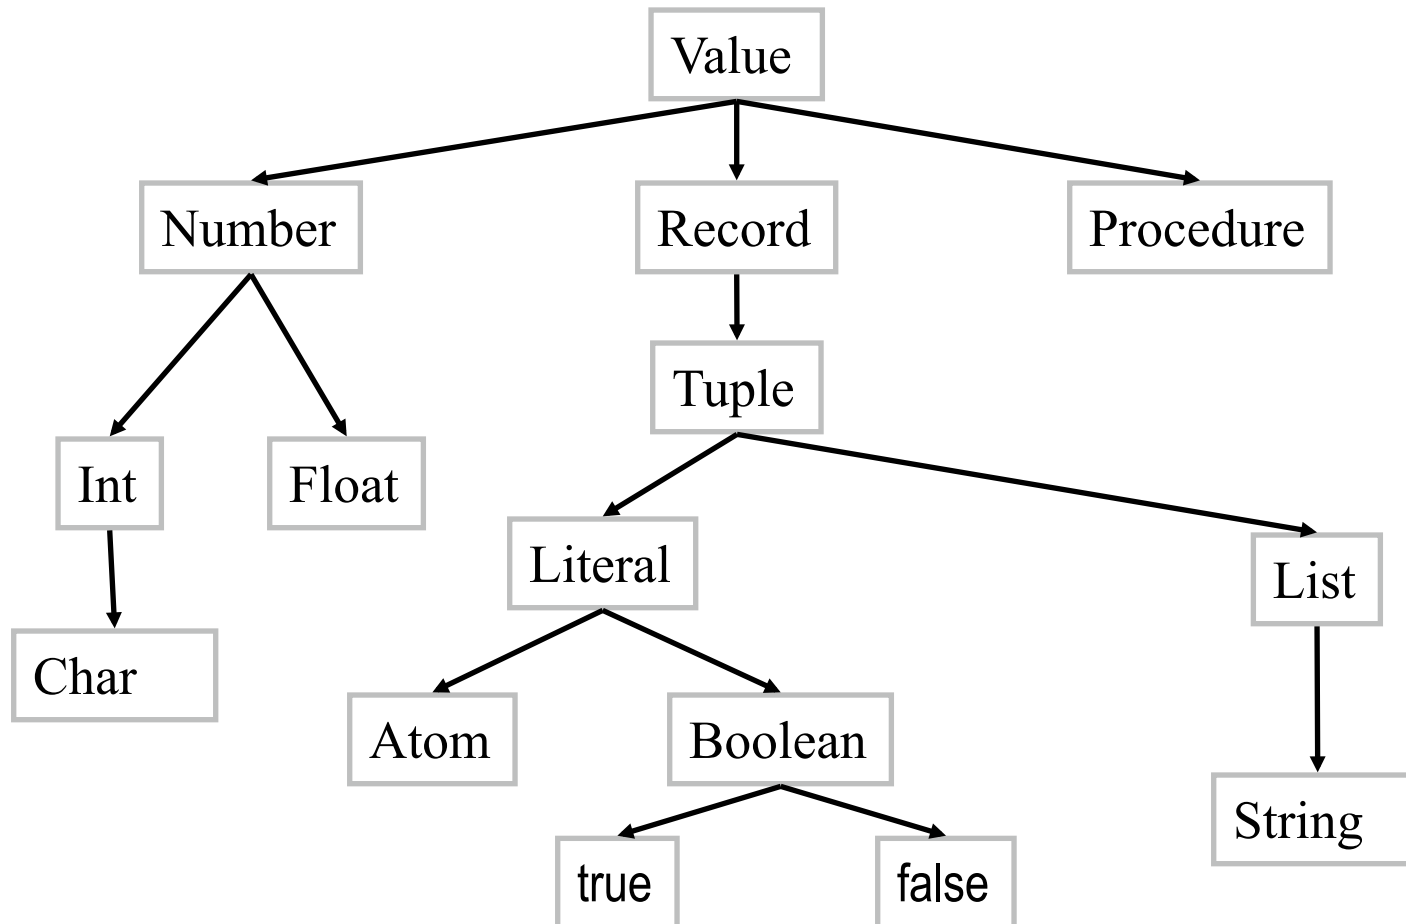 Value
Number
Record
Procedure
Tuple
Int
Float
Literal
List
Char
Atom
Boolean
String
true
false